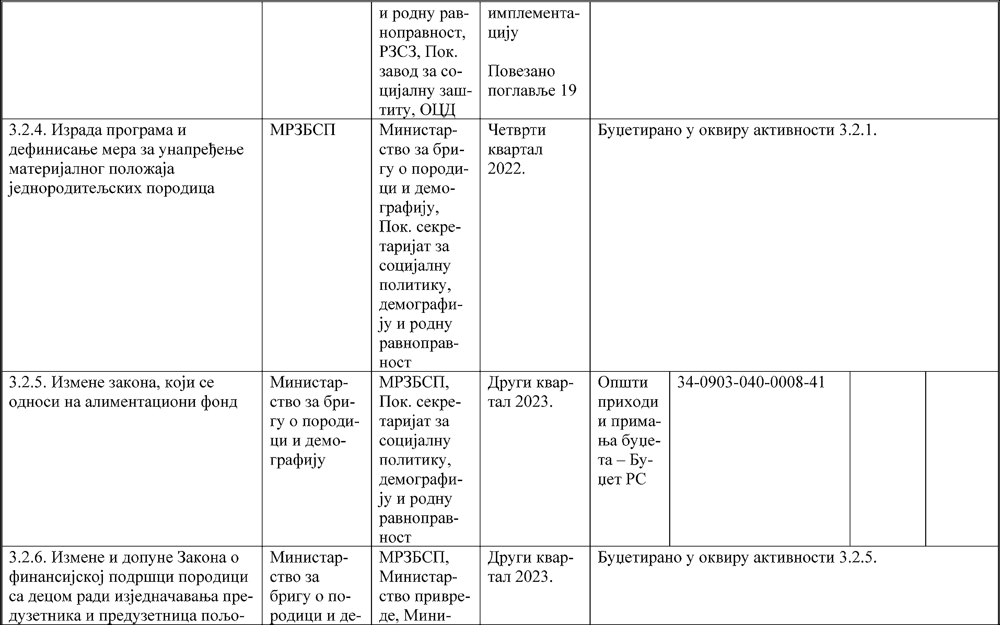 и родну рав-
ноправност,
РЗСЗ, Пок.
завод за со-
цијалну заш-
титу, ОЦД
имплемента-
цију
Повезано
поглавље 19
3.2.4. Израда програма и
дефинисање мера за унапређење
материјалног положаја
једнородитељских породица
МРЗБСП
Министар-
ство за бри-
гу о породи-
ци и демо-
графију,
Пок. секре-
таријат за
социјалну
политику,
демографи-
ју и родну
равноправ-
ност
Четврти
квартал
2022.
Буџетирано у оквиру активности 3.2.1.
3.2.5. Измене закона, који се
односи на алиментациони фонд
Министар-
ство за бри-
гу о породи-
ци и демо-
графију
МРЗБСП,
Пок. секре-
таријат за
социјалну
политику,
демографи-
ју и родну
равноправ-
ност
Други квар-
тал 2023.
Општи
приходи
и прима-
ња буџе-
та – Бу-
џет РС
34-0903-040-0008-41
3.2.6. Измене и допуне Закона о
финансијској подршци породици
са децом ради изједначавања пре-
дузетника и предузетница пољо-
Министар-
ство за
бригу о по-
родици и де-
МРЗБСП,
Министар-
ство привре-
де, Мини-
Други квар-
тал 2023.
Буџетирано у оквиру активности 3.2.5.